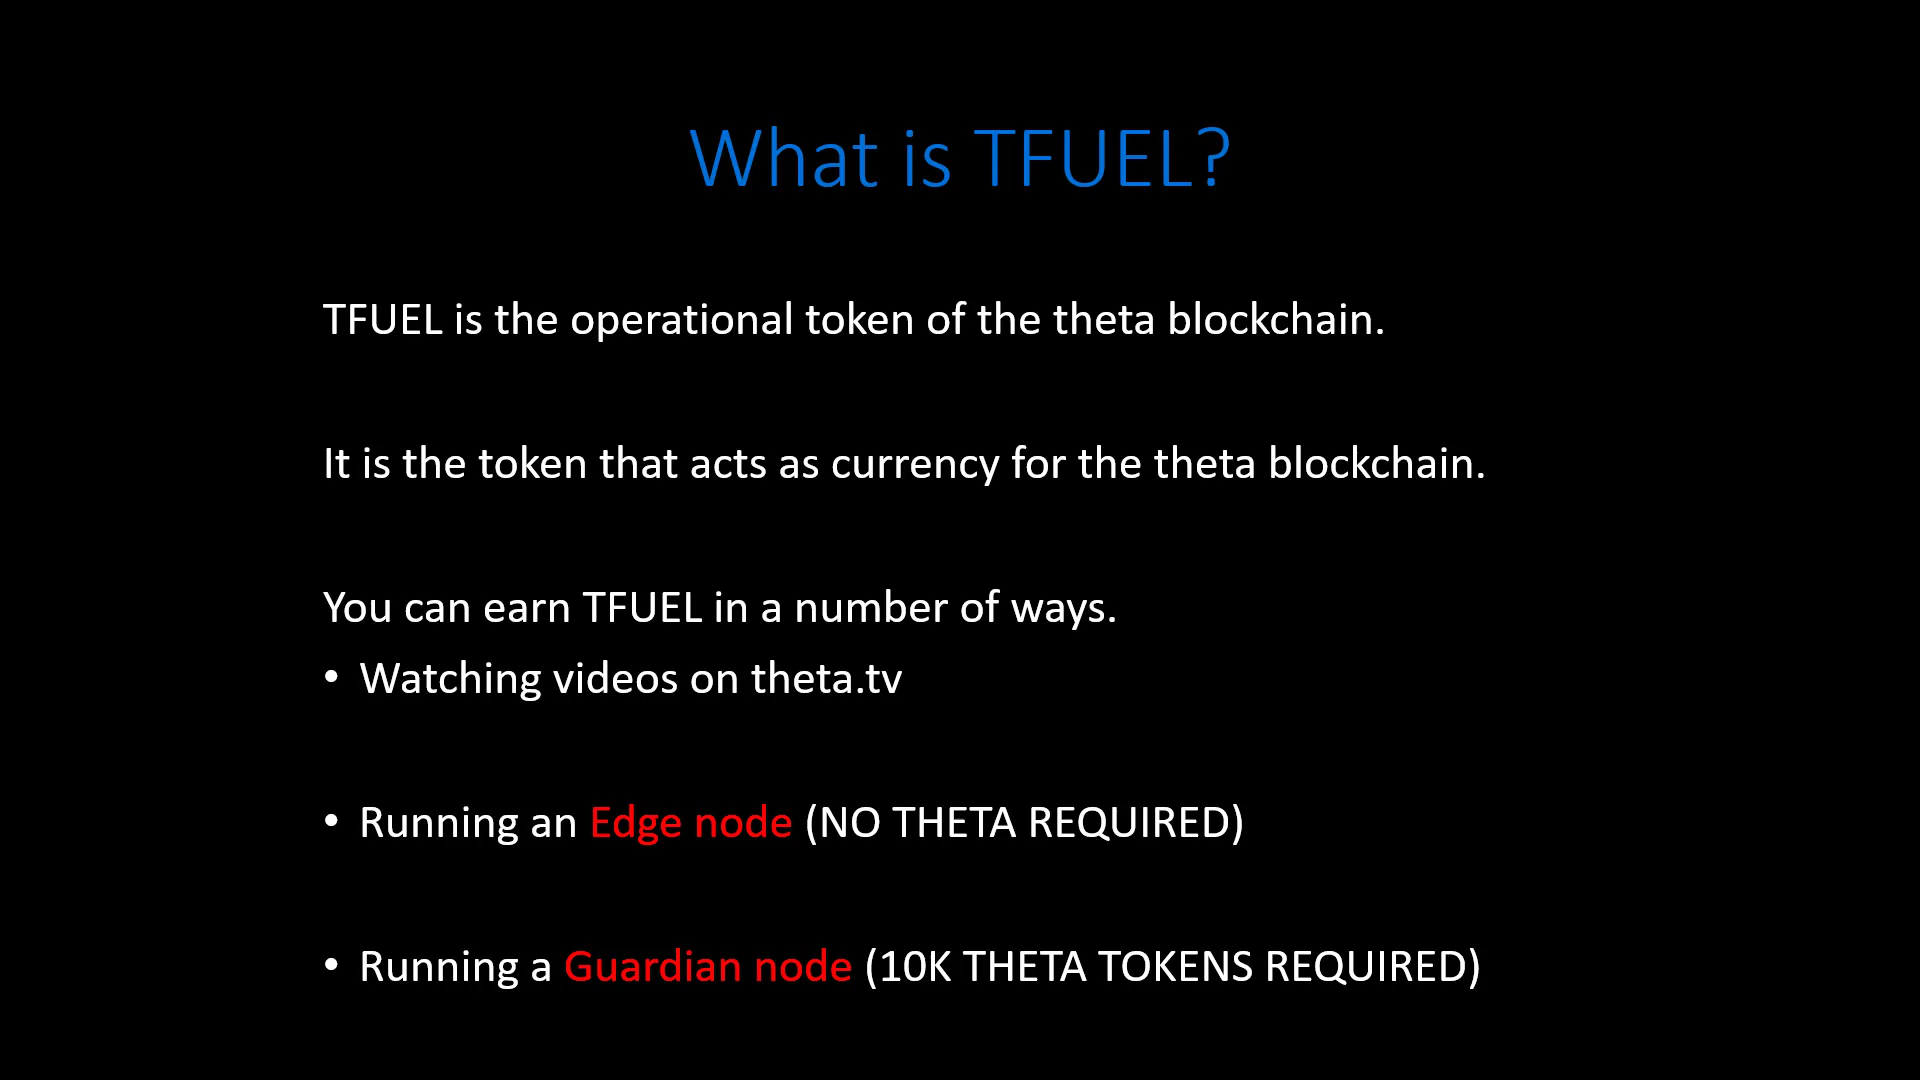 What is TFUEL?
TFUEL is the operational token of the theta blockchain.
It is the token that acts as currency for the theta blockchain.
You can earn TFUEL in a number of ways.
• Watching videos on theta.tv
• Running an Edge node (NO THETA REQUIRED)
• Running a Guardian node (10K THETA TOKENS REQUIRED)